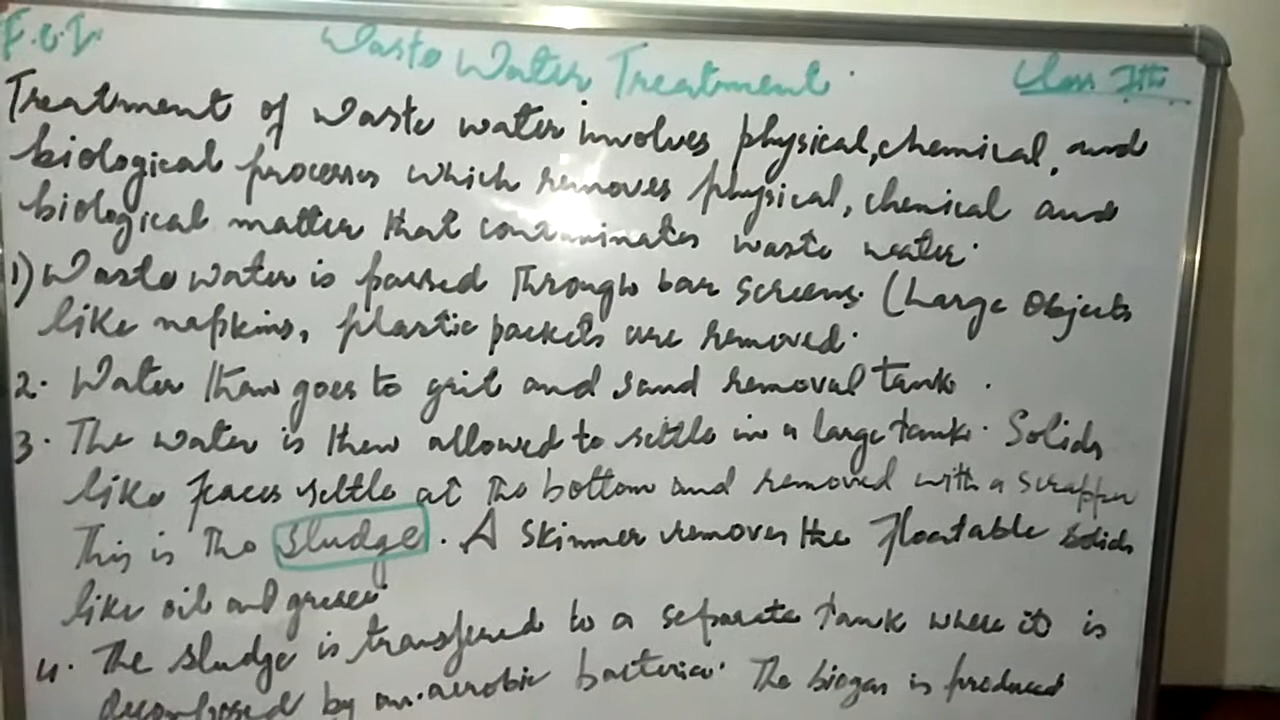 Waste Water Treatment
Treatment of waste water involves physical, chemical, and
biological processes which removes physical, chemical and
biological matter that contaminates waste water.
1) Waste water is passed through bar screens. (Large Objects
like napkins, plastic packets are removed.
2. Water then goes to grit and sand removal tank.
3. The water is then allowed to settle in a large tank. Solids
like feaces settle at the bottom and removed with a scrapper
This is the sludge. A skimmer removes the floatable solids
like oil and grease
4. The sludge is transfered to a separate tank where it is
decomposed by an.aerobic bacteria. The biogas is produced